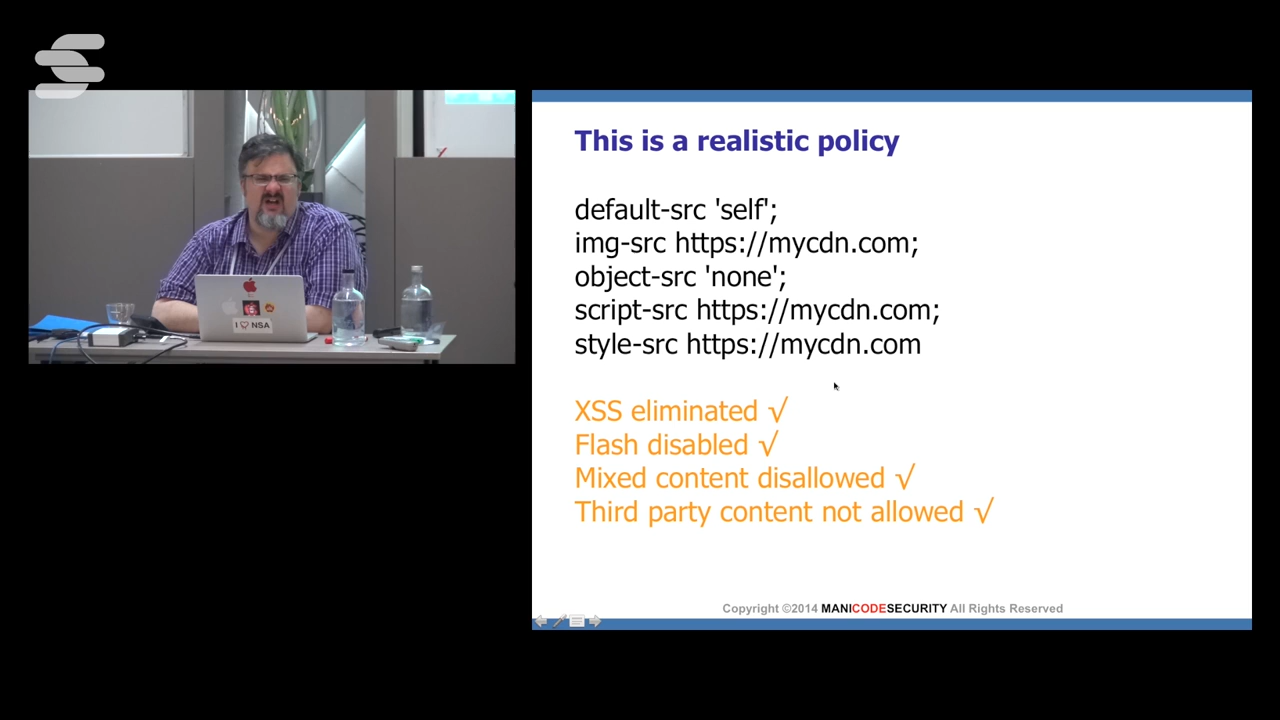 I NSA
This is a realistic policy
default-src 'self';
img-src https://mycdn.com;
object-src 'none';
script-src https://mycdn.com;
style-src https://mycdn.com
XSS eliminated √
Flash disabled √
Mixed content disallowed √
Third party content not allowed √
Copyright ©2014 MANICODESECURITY All Rights Reserved